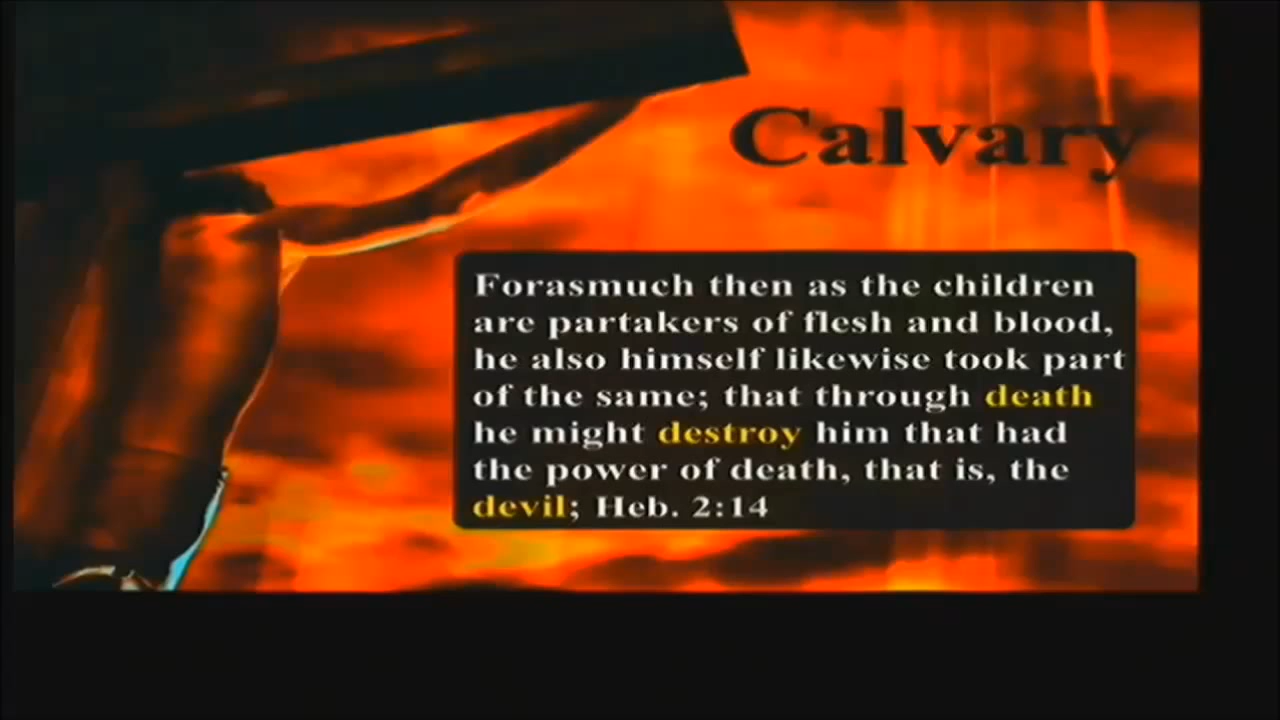 Calvary
Forasmuch then as the children
are partakers of flesh and blood,
he also himself likewise took part
of the same; that through death
he might destroy him that had
the power of death, that is, the
devil; Heb. 2:14